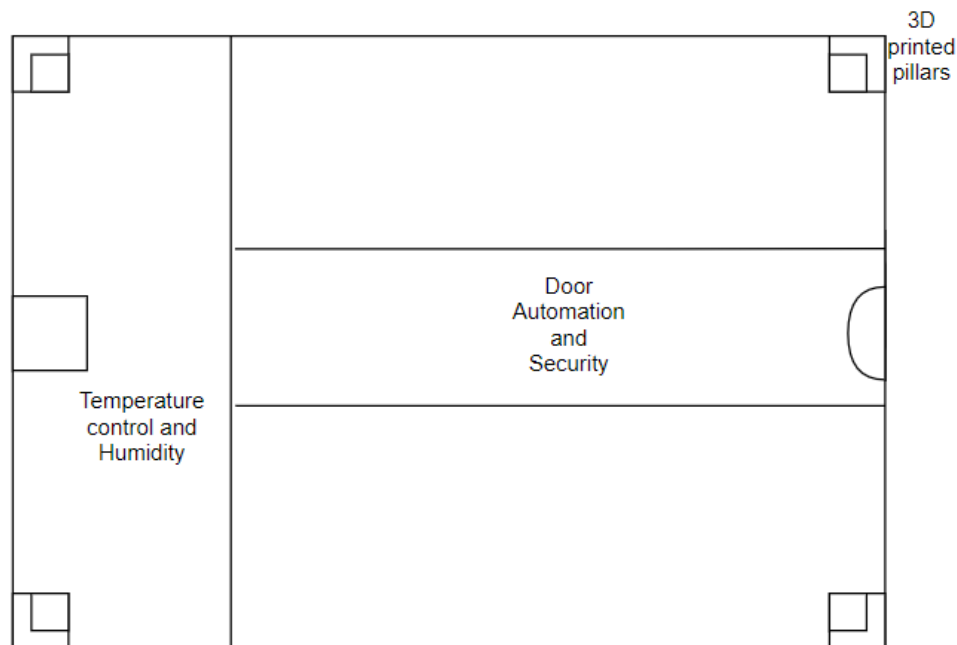 3D
printed
pillars
Door
Automation
and
Security
Temperature
control and
Humidity